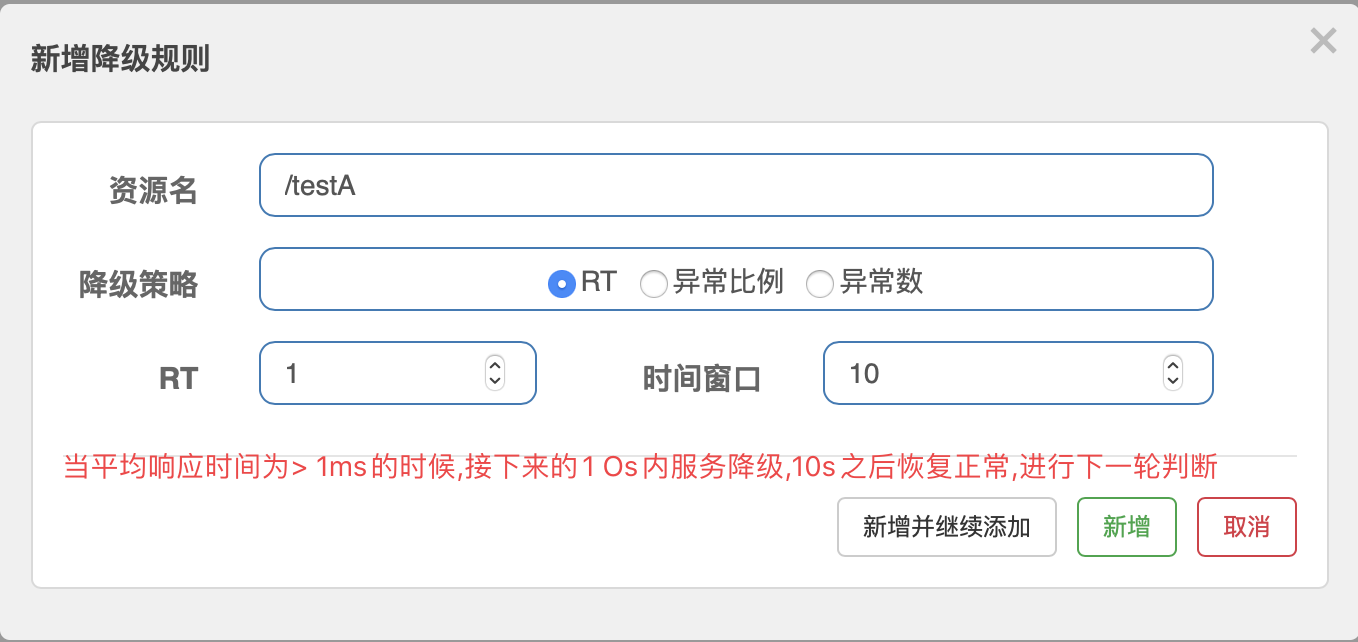 新增降级规则
资源名 /testA
降级策略 RT 异常比例 异常数
RT 1 时间窗口 10
当平均响应时间为> 1ms的时候,接下来的1 Os内服务降级,10s之后恢复正常,进行下一轮判断
新增并继续添加 新增 取消